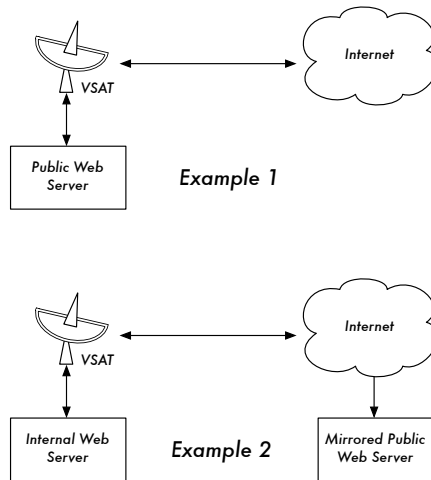 Internet
VSAT
Public Web
Server
Example 1
Internet
VSAT
Internal Web
Server
Example 2
Mirrored Public
Web Server